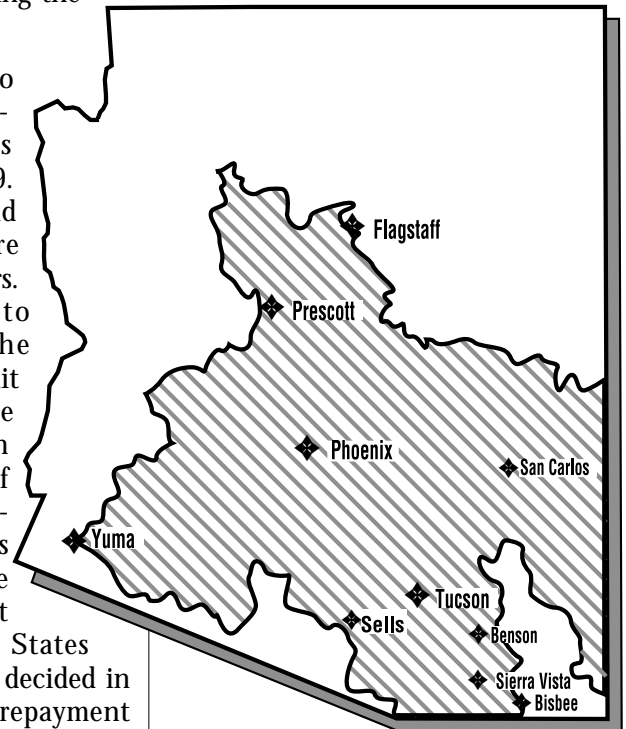 ng the
o
-
s
9.
d
re
rs.
to
he
it
e
n
f
-
s
e
t
States
decided in
repayment
Flagstaff
Prescott
Phoenix
San Carlos
Yuma
Tucson
Sells
Benson
Sierra Vista
Bisbee